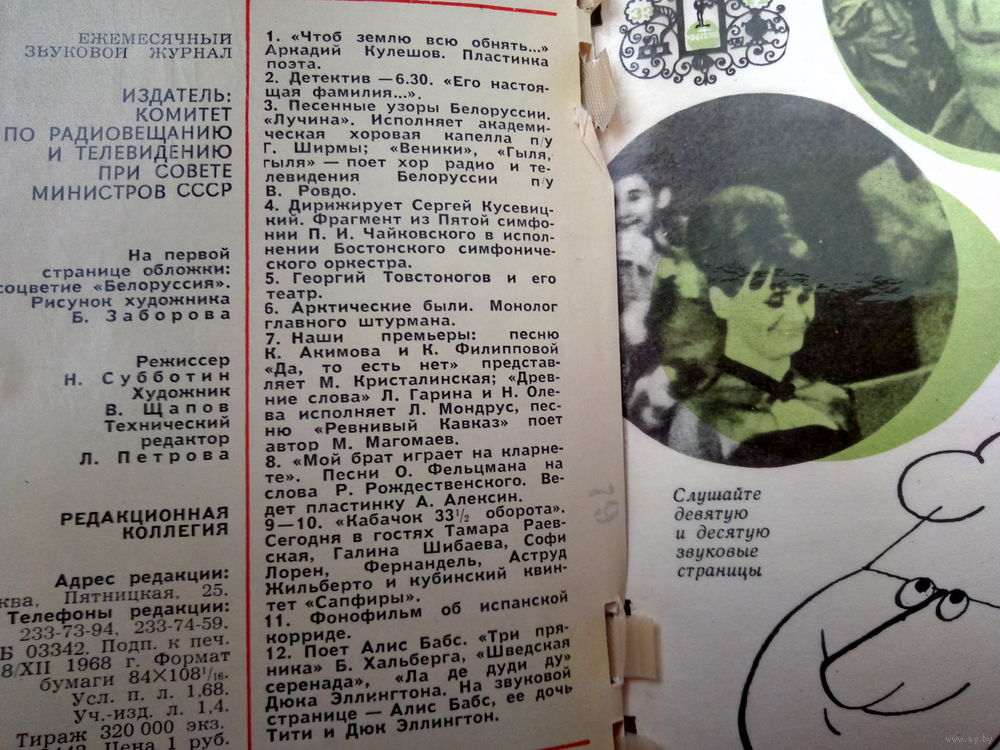 ЕЖЕМЕСЯЧНЫЙ
ЗВУКОВОЙ ЖУРНАЛ
ИЗДАТЕЛЬ:
КОМИТЕТ
ПО РАДИОВЕЩАНИЮ
И ТЕЛЕВИДЕНИЮ
ПРИ СОВЕТЕ
МИНИСТРОВ СССР
На первой
странице обложки:
соцветие «Белоруссия».
Рисунок художника
Б. Заборова
Режиссер
Н. Субботин
Художник
В. Щапов
Технический
редактор
Л. Петрова
РЕДАКЦИОННАЯ
КОЛЛЕГИЯ
Адрес редакции:
Пятницкая, 25.
Телефоны редакции:
233-73-94, 233-74-59.
Б 03342. Подп. к печ.
8/XII 1968 г. Формат
бумаги 84×108 1/16.
Усл. п. л. 1,68.
Уч.-изд. л. 1,4.
Тираж 320 000 экз.
Цена 1 руб.
1. «Чтоб землю всю обнять...»
Аркадий Кулешов. Пластинка
поэта.
2. Детектив — 6.30. «Его настоя-
щая фамилия...».
3. Песенные узоры Белоруссии.
«Лучина». Исполняет академи-
ческая хоровая капелла п/у
Г. Ширмы; «Веники», «Гыля,
гыля» — поет хор радио и те-
левидения Белоруссии п/у
В. Ровдо.
4. Дирижирует Сергей Кусевиц-
кий. Фрагмент из Пятой симфо-
нии П. И. Чайковского в испол-
нении Бостонского симфониче-
ского оркестра.
5. Георгий Товстоногов и его
театр.
6. Арктические были. Монолог
главного штурмана.
7. Наши премьеры: песню
К. Акимова и К. Филипповой
«Да, то есть нет» представ-
ляет М. Кристалинская; «Древ-
ние слова» Л. Гарина и Н. Оле-
ва исполняет Л. Мондрус, пес-
ню «Ревнивый Кавказ» поет
автор М. Магомаев.
8. «Мой брат играет на кларне-
те». Песни О. Фельцмана на
слова Р. Рождественского. Ве-
дет пластинку А. Алексин.
9—10. «Кабачок 33 1/2 оборота».
Сегодня в гостях Тамара Раев-
ская, Галина Шибаева, Софи
Лорен, Фернандель, Аструд
Жильберто и кубинский квин-
тет «Сапфиры».
11. Фонофильм об испанской
корриде.
12. Поет Алис Бабс. «Три пря-
ника» Б. Хальберга, «Шведская
серенада», «Ла де дуди ду»
Дюка Эллингтона. На звуковой
странице — Алис Бабс, ее дочь
Тити и Дюк Эллингтон.
Слушайте
девятую
и десятую
звуковые
страницы
www.ay.by